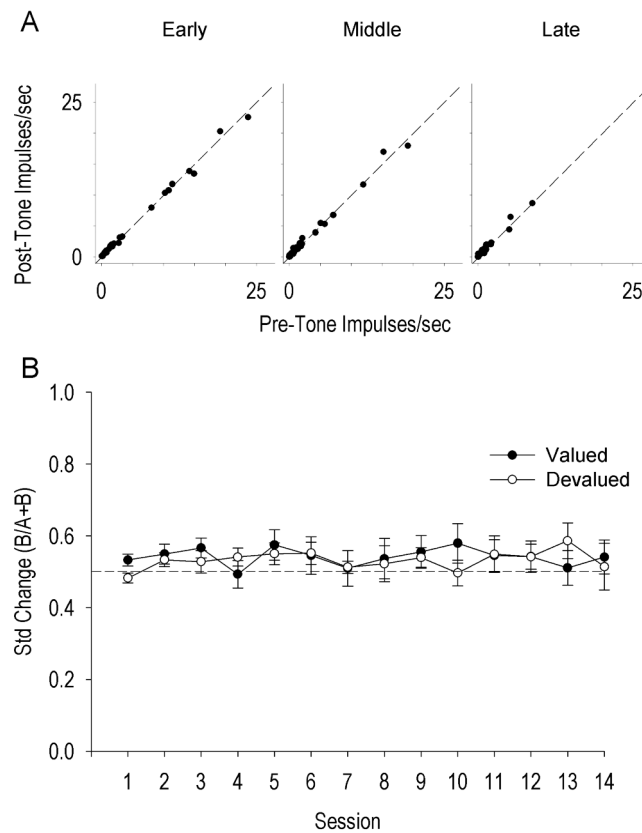 A
Early Middle Late
Post-Tone Impulses/sec
25
0
0 25 0 25 0 25
Pre-Tone Impulses/sec
B
Std Change (B/A+B)
1.0
0.8
0.6
0.4
0.2
0.0
Valued
Devalued
1 2 3 4 5 6 7 8 9 10 11 12 13 14
Session